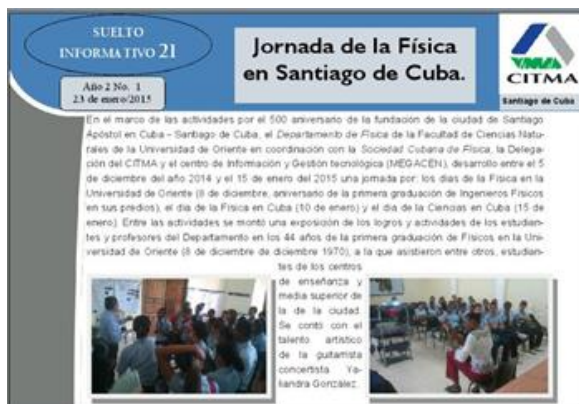 SUELTO
INFORMATIVO 21
Año 2 No. 1
23 de enero/2015
Jornada de la Física
en Santiago de Cuba.
CITMA
Santiago de Cuba
En el marco de las actividades por el 500 aniversario de la fundación de la ciudad de Santiago
Apóstol en Cuba – Santiago de Cuba, el Departamento de Física de la Facultad de Ciencias Natu-
rales de la Universidad de Oriente en coordinación con la Sociedad Cubana de Física, la Delega-
ción del CITMA y el centro de Información y Gestión tecnológica (MEGACEN), desarrollo entre el 5
de diciembre del año 2014 y el 15 de enero del 2015 una jornada por: los días de la Física en la
Universidad de Oriente (8 de diciembre, aniversario de la primera graduación de Ingenieros Físicos
en sus predios), el día de la Física en Cuba (10 de enero) y el día de la Ciencias en Cuba (15 de
enero). Entre las actividades se montó una exposición de los logros y actividades de los estudian-
tes y profesores del Departamento en los 44 años de la primera graduación de Físicos en la Uni-
versidad de Oriente (8 de diciembre de diciembre 1970), a la que asistieron entre otros, estudian-
tes de los centros
de enseñanza y
media superior de
la de la ciudad.
Se contó con el
talento artístico
de la guitarrista
concertista Ya-
liandra González.